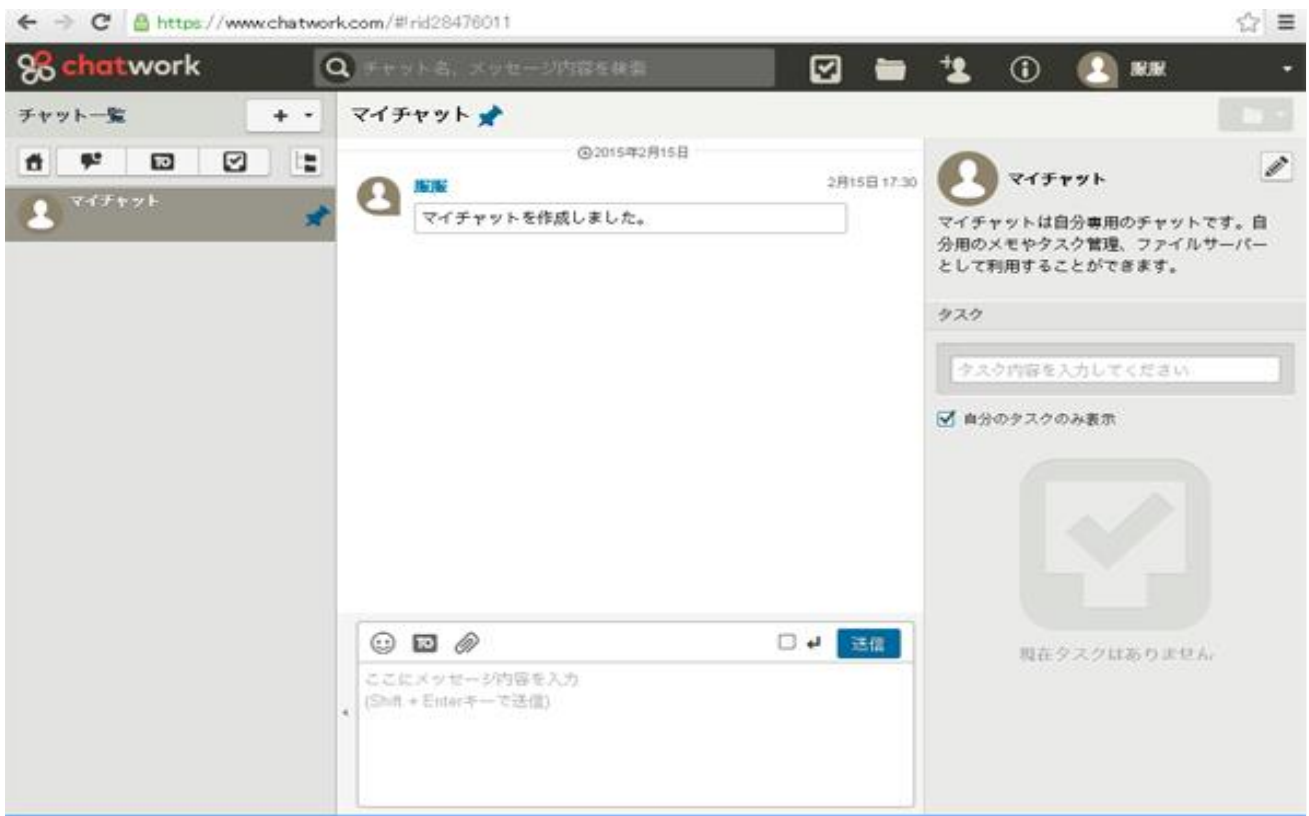 https://www.chatwork.com/#!rid28476011
chatwork
チャット名、メッセージ内容を検索
服服
チャット一覧
マイチャット
TO
マイチャット
2015年2月15日
服服
2月15日 17:30
マイチャットを作成しました。
TO
送信
ここにメッセージ内容を入力
(Shift + Enterキーで送信)
マイチャット
マイチャットは自分専用のチャットです。自
分用のメモやタスク管理、ファイルサーバー
として利用することができます。
タスク
タスク内容を入力してください
自分のタスクのみ表示
現在タスクはありません